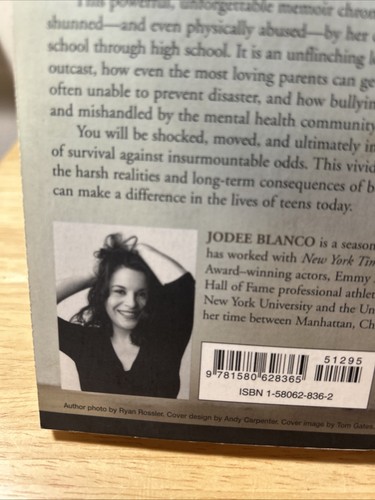 This powerful, unforgettable memoir chron
shunned—and even physically abused—by her
school through high school. It is an unflinching l
outcast, how even the most loving parents can ge
often unable to prevent disaster, and how bullyin
and mishandled by the mental health community
You will be shocked, moved, and ultimately in
of survival against insurmountable odds. This vivid
the harsh realities and long-term consequences of b
can make a difference in the lives of teens today.
JODEE BLANCO is a season
has worked with New York Tim
Award–winning actors, Emmy
Hall of Fame professional athlet
New York University and the Un
her time between Manhattan, Ch
51295
9 781580 628365
ISBN 1-58062-836-2
Author photo by Ryan Rossler. Cover design by Andy Carpenter. Cover image by Tom Gates